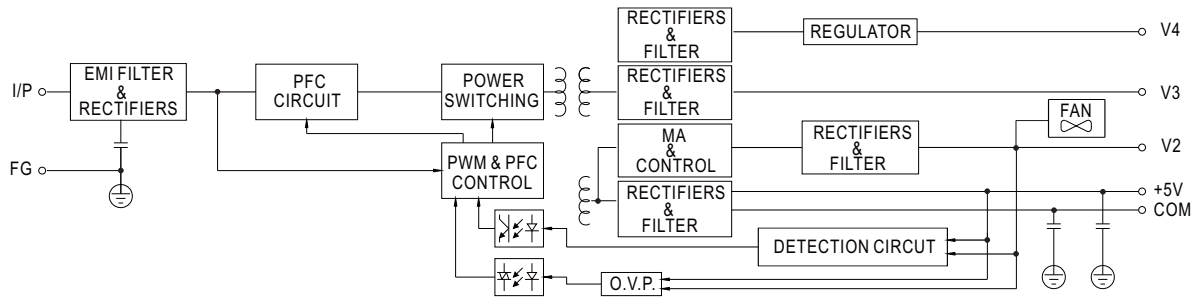 RECTIFIERS
&
FILTER
REGULATOR
V4
I/P
EMI FILTER
&
RECTIFIERS
PFC
CIRCUIT
POWER
SWITCHING
RECTIFIERS
&
FILTER
V3
FAN
MA
&
CONTROL
RECTIFIERS
&
FILTER
V2
FG
PWM & PFC
CONTROL
RECTIFIERS
&
FILTER
+5V
COM
DETECTION CIRCUT
O.V.P.